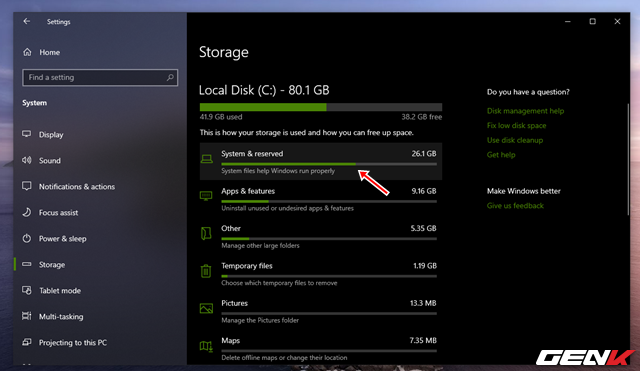 Settings
Home
Find a setting
System
Display
Sound
Notifications & actions
Focus assist
Power & sleep
Storage
Tablet mode
Multi-tasking
Projecting to this PC
Storage
Local Disk (C:) - 80.1 GB
41.9 GB used
38.2 GB free
This is how your storage is used and how you can free up space.
System & reserved 26.1 GB
System files help Windows run properly
Apps & features 9.16 GB
Uninstall unused or undesired apps & features
Other 5.35 GB
Manage other large folders
Temporary files 1.19 GB
Choose which temporary files to remove
Pictures 13.3 MB
Manage the Pictures folder
Maps 7.35 MB
Delete offline maps or change their location
Do you have a question?
Disk management help
Fix low disk space
Use disk cleanup
Get help
Make Windows better
Give us feedback
GENK